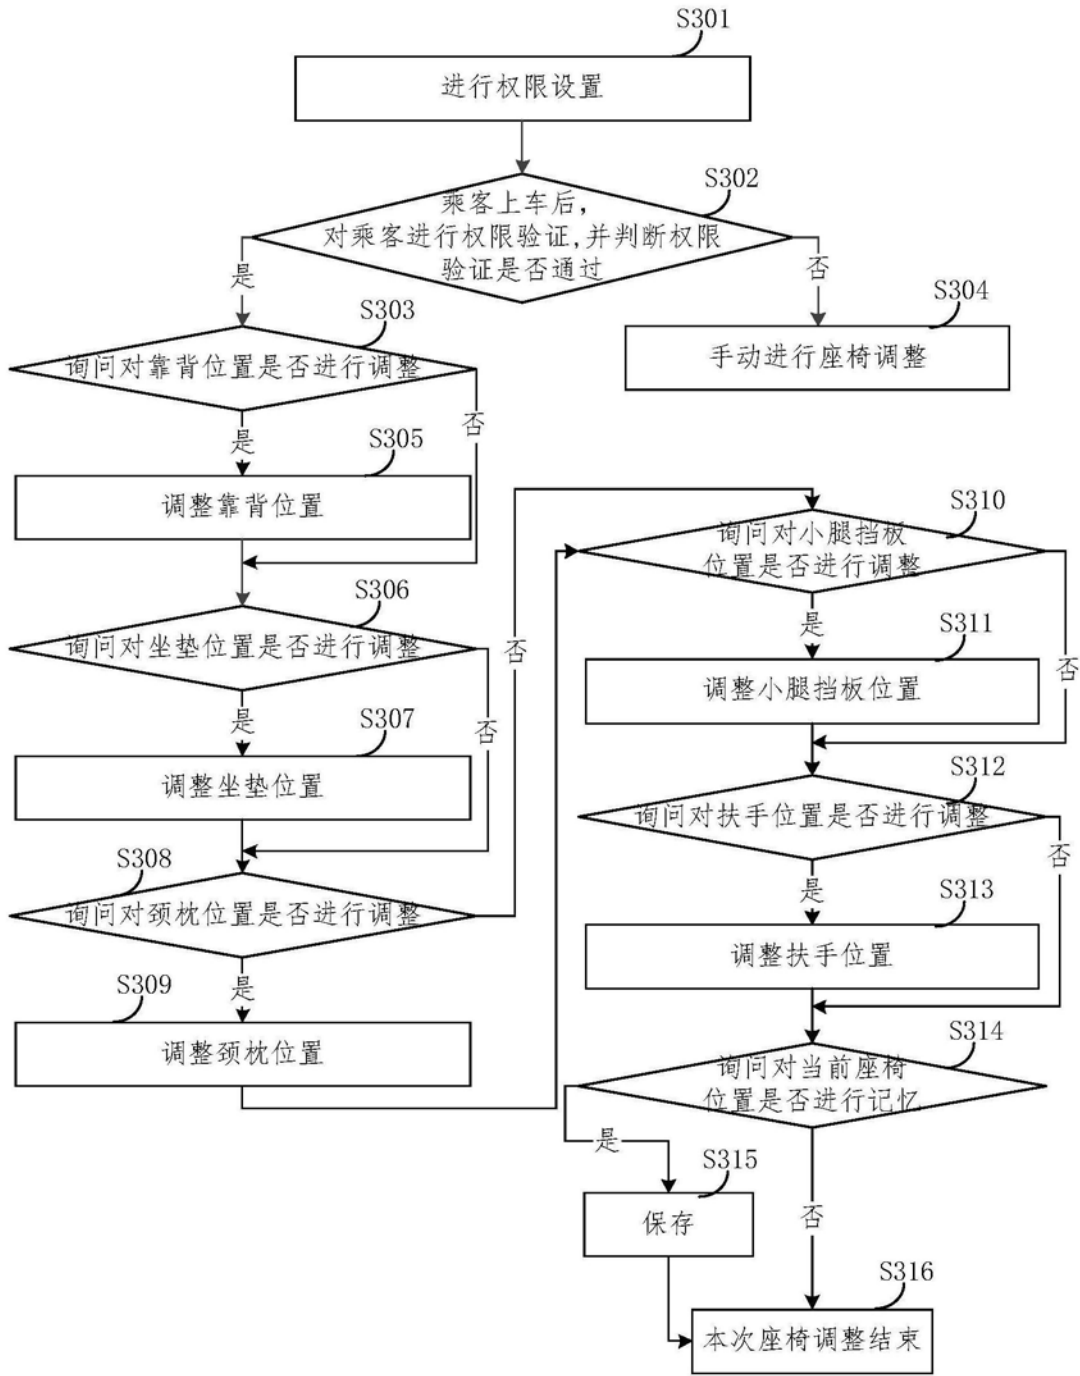 S301
进行权限设置
S302
乘客上车后，
对乘客进行权限验证,并判断权限
验证是否通过
是
否
S303
询问对靠背位置是否进行调整
S304
手动进行座椅调整
否
是
S305
调整靠背位置
S306
询问对坐垫位置是否进行调整
否
是
S307
调整坐垫位置
否
S308
询问对颈枕位置是否进行调整
是
S309
调整颈枕位置
S310
询问对小腿挡板
位置是否进行调整
是
S311
调整小腿挡板位置
否
S312
询问对扶手位置是否进行调整
否
是
S313
调整扶手位置
S314
询问对当前座椅
位置是否进行记忆
是
S315
保存
否
S316
本次座椅调整结束